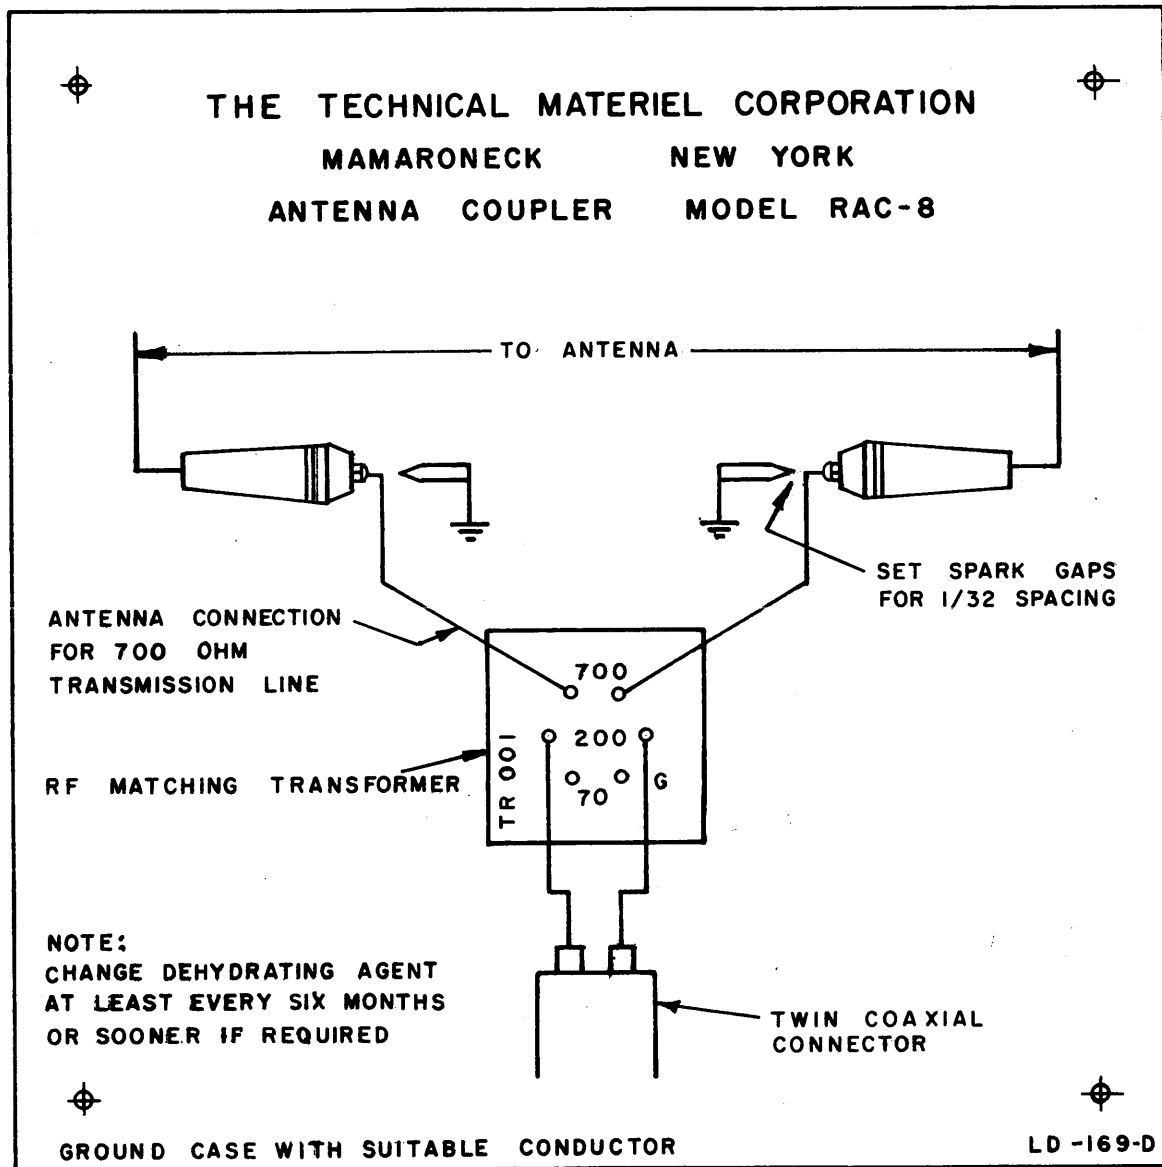 THE TECHNICAL MATERIEL CORPORATION
MAMARONECK NEW YORK
ANTENNA COUPLER MODEL RAC-8
TO ANTENNA
SET SPARK GAPS
FOR 1/32 SPACING
ANTENNA CONNECTION
FOR 700 OHM
TRANSMISSION LINE
700
200
70
G
TR 001
RF MATCHING TRANSFORMER
NOTE:
CHANGE DEHYDRATING AGENT
AT LEAST EVERY SIX MONTHS
OR SOONER IF REQUIRED
TWIN COAXIAL
CONNECTOR
GROUND CASE WITH SUITABLE CONDUCTOR
LD-169-D